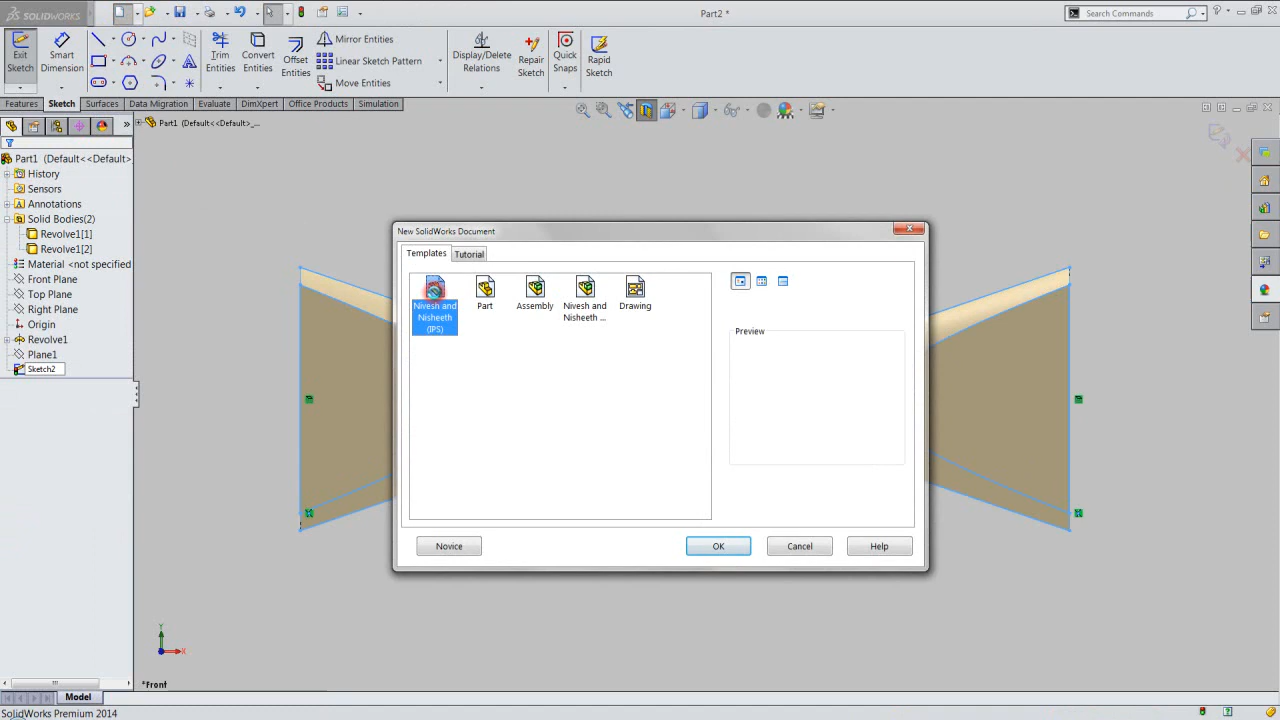 SOLIDWORKS
Part2 *
Search Commands
Exit Sketch
Smart Dimension
Trim Entities
Convert Entities
Offset Entities
Mirror Entities
Linear Sketch Pattern
Move Entities
Display/Delete Relations
Repair Sketch
Quick Snaps
Rapid Sketch
Features
Sketch
Surfaces
Data Migration
Evaluate
DimXpert
Office Products
Simulation
Part1 (Default<<Default>_...
Part1 (Default<<Default>
History
Sensors
Annotations
Solid Bodies(2)
Revolve1[1]
Revolve1[2]
Material <not specified
Front Plane
Top Plane
Right Plane
Origin
Revolve1
Plane1
Sketch2
New SolidWorks Document
Templates
Tutorial
Nivesh and Nisheeth (IPS)
Part
Assembly
Nivesh and Nisheeth ...
Drawing
Preview
Novice
OK
Cancel
Help
Y
X
*Front
Model
SolidWorks Premium 2014